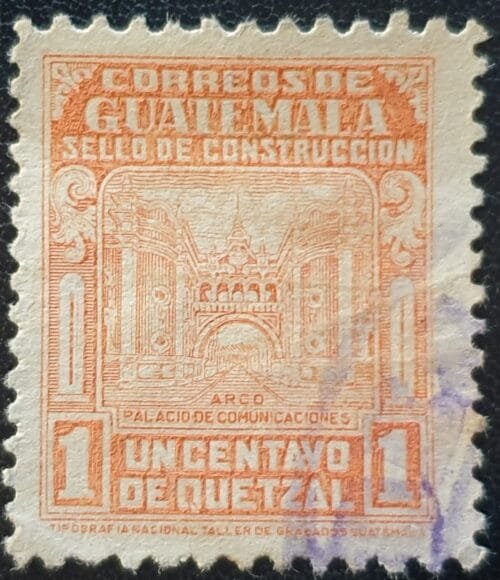 CORREOS DE
GUATEMALA
SELLO DE CONSTRUCCION
ARCO
PALACIO DE COMUNICACIONES
1 UN CENTAVO 1
DE QUETZAL
TIPOGRAFIA NACIONAL TALLER DE GRABADOS GUATEMALA